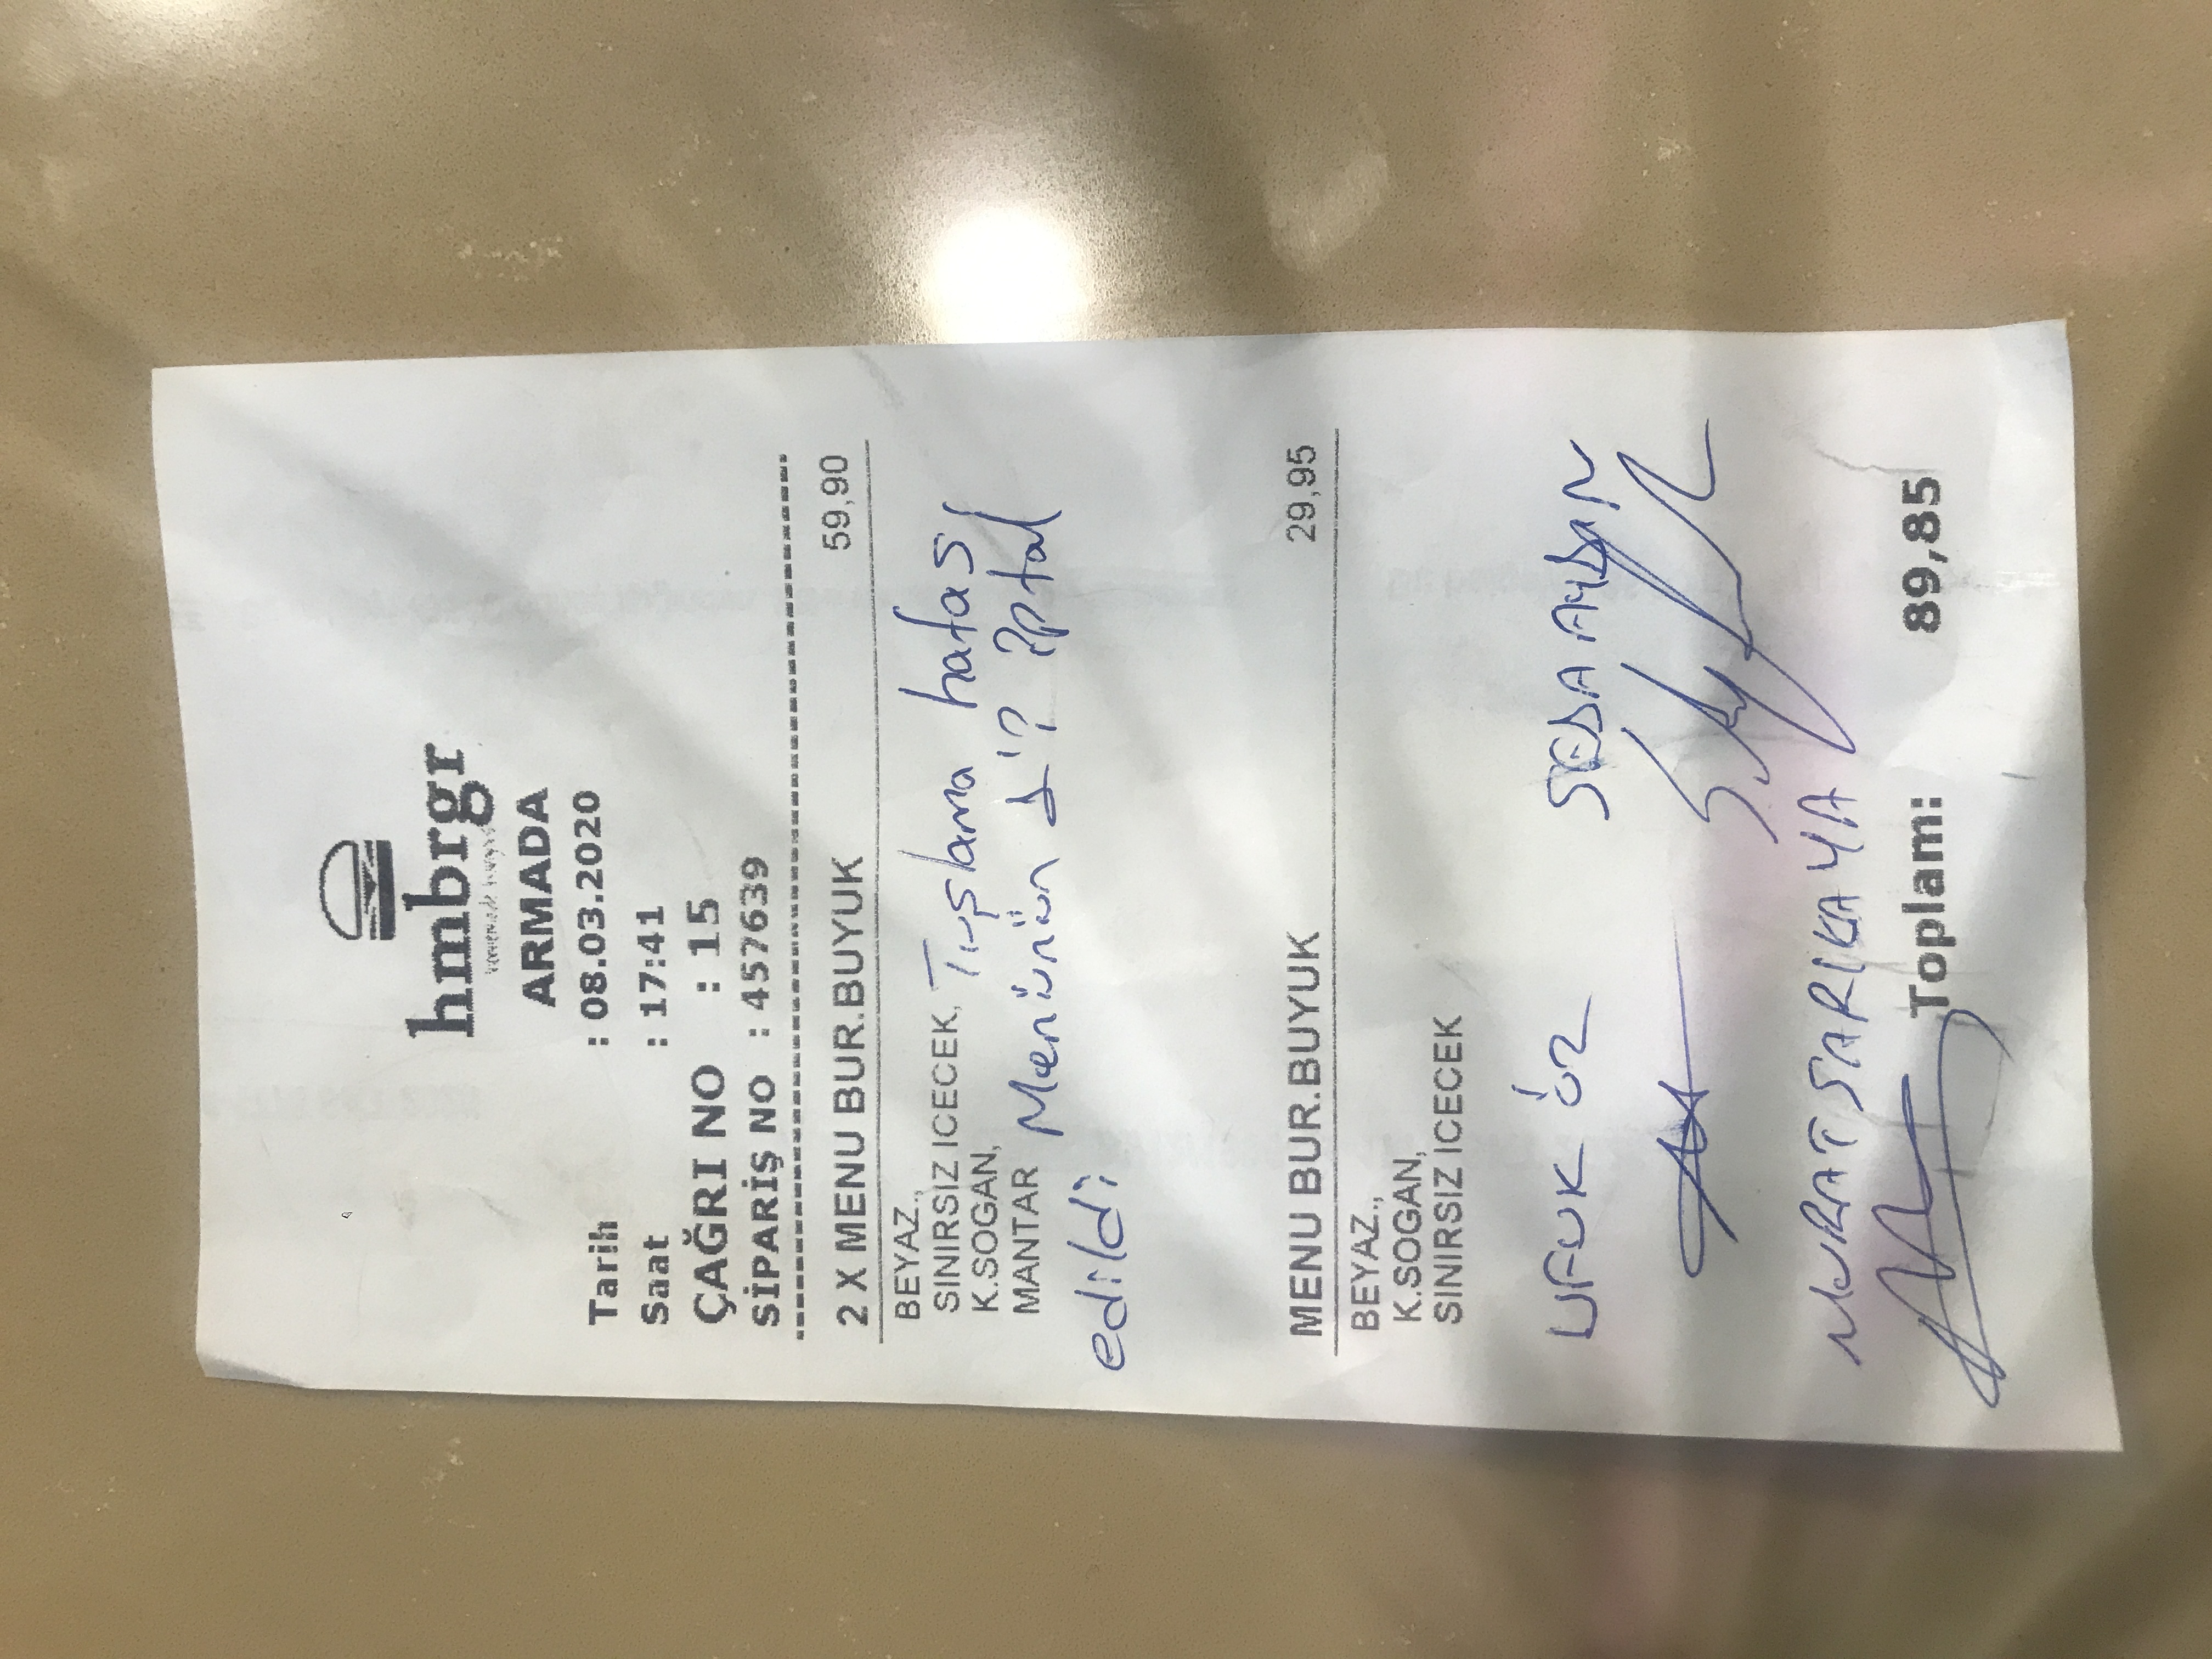 hmbrgr
ARMADA
Tarih : 08.03.2020
Saat : 17:41
ÇAĞRI NO : 15
SİPARİŞ NO : 457639
2 X MENU BUR.BUYUK 59,90
BEYAZ.,
SINIRSIZ ICECEK, Tuşlama hatası
K.SOGAN,
MANTAR Menünün 1'i iptal
edildi
MENU BUR.BUYUK 29,95
BEYAZ.,
K.SOGAN,
SINIRSIZ ICECEK
UFUK ÖZ SEDA AYDAN
MURAT SARIKAYA
Toplam: 89,85